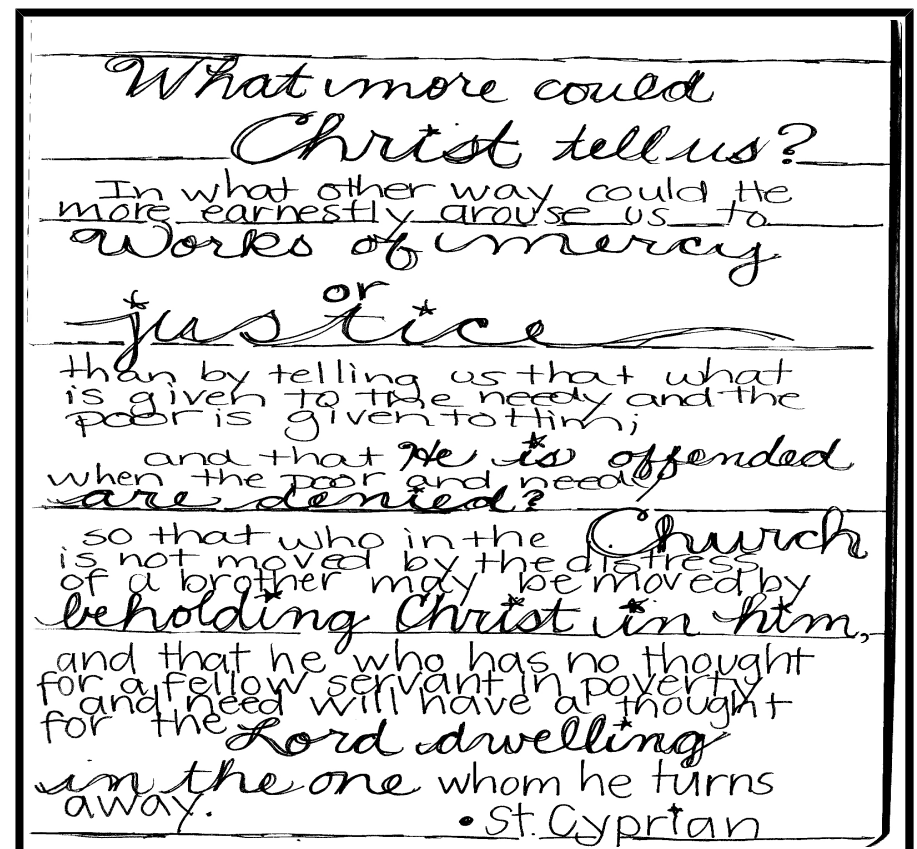 What more could
Christ tell us?
In what other way could He
more earnestly arouse us to
Works of mercy
or
justice
than by telling us that what
is given to the needy and the
poor is given to Him;
and that He is offended
when the poor and needy
are denied?
so that who in the Church
is not moved by the distress
of a brother may be moved by
beholding Christ in him,
and that he who has no thought
for a fellow servant in poverty
and need will have a thought
for the Lord dwelling
in the one whom he turns
away.
• St. Cyprian